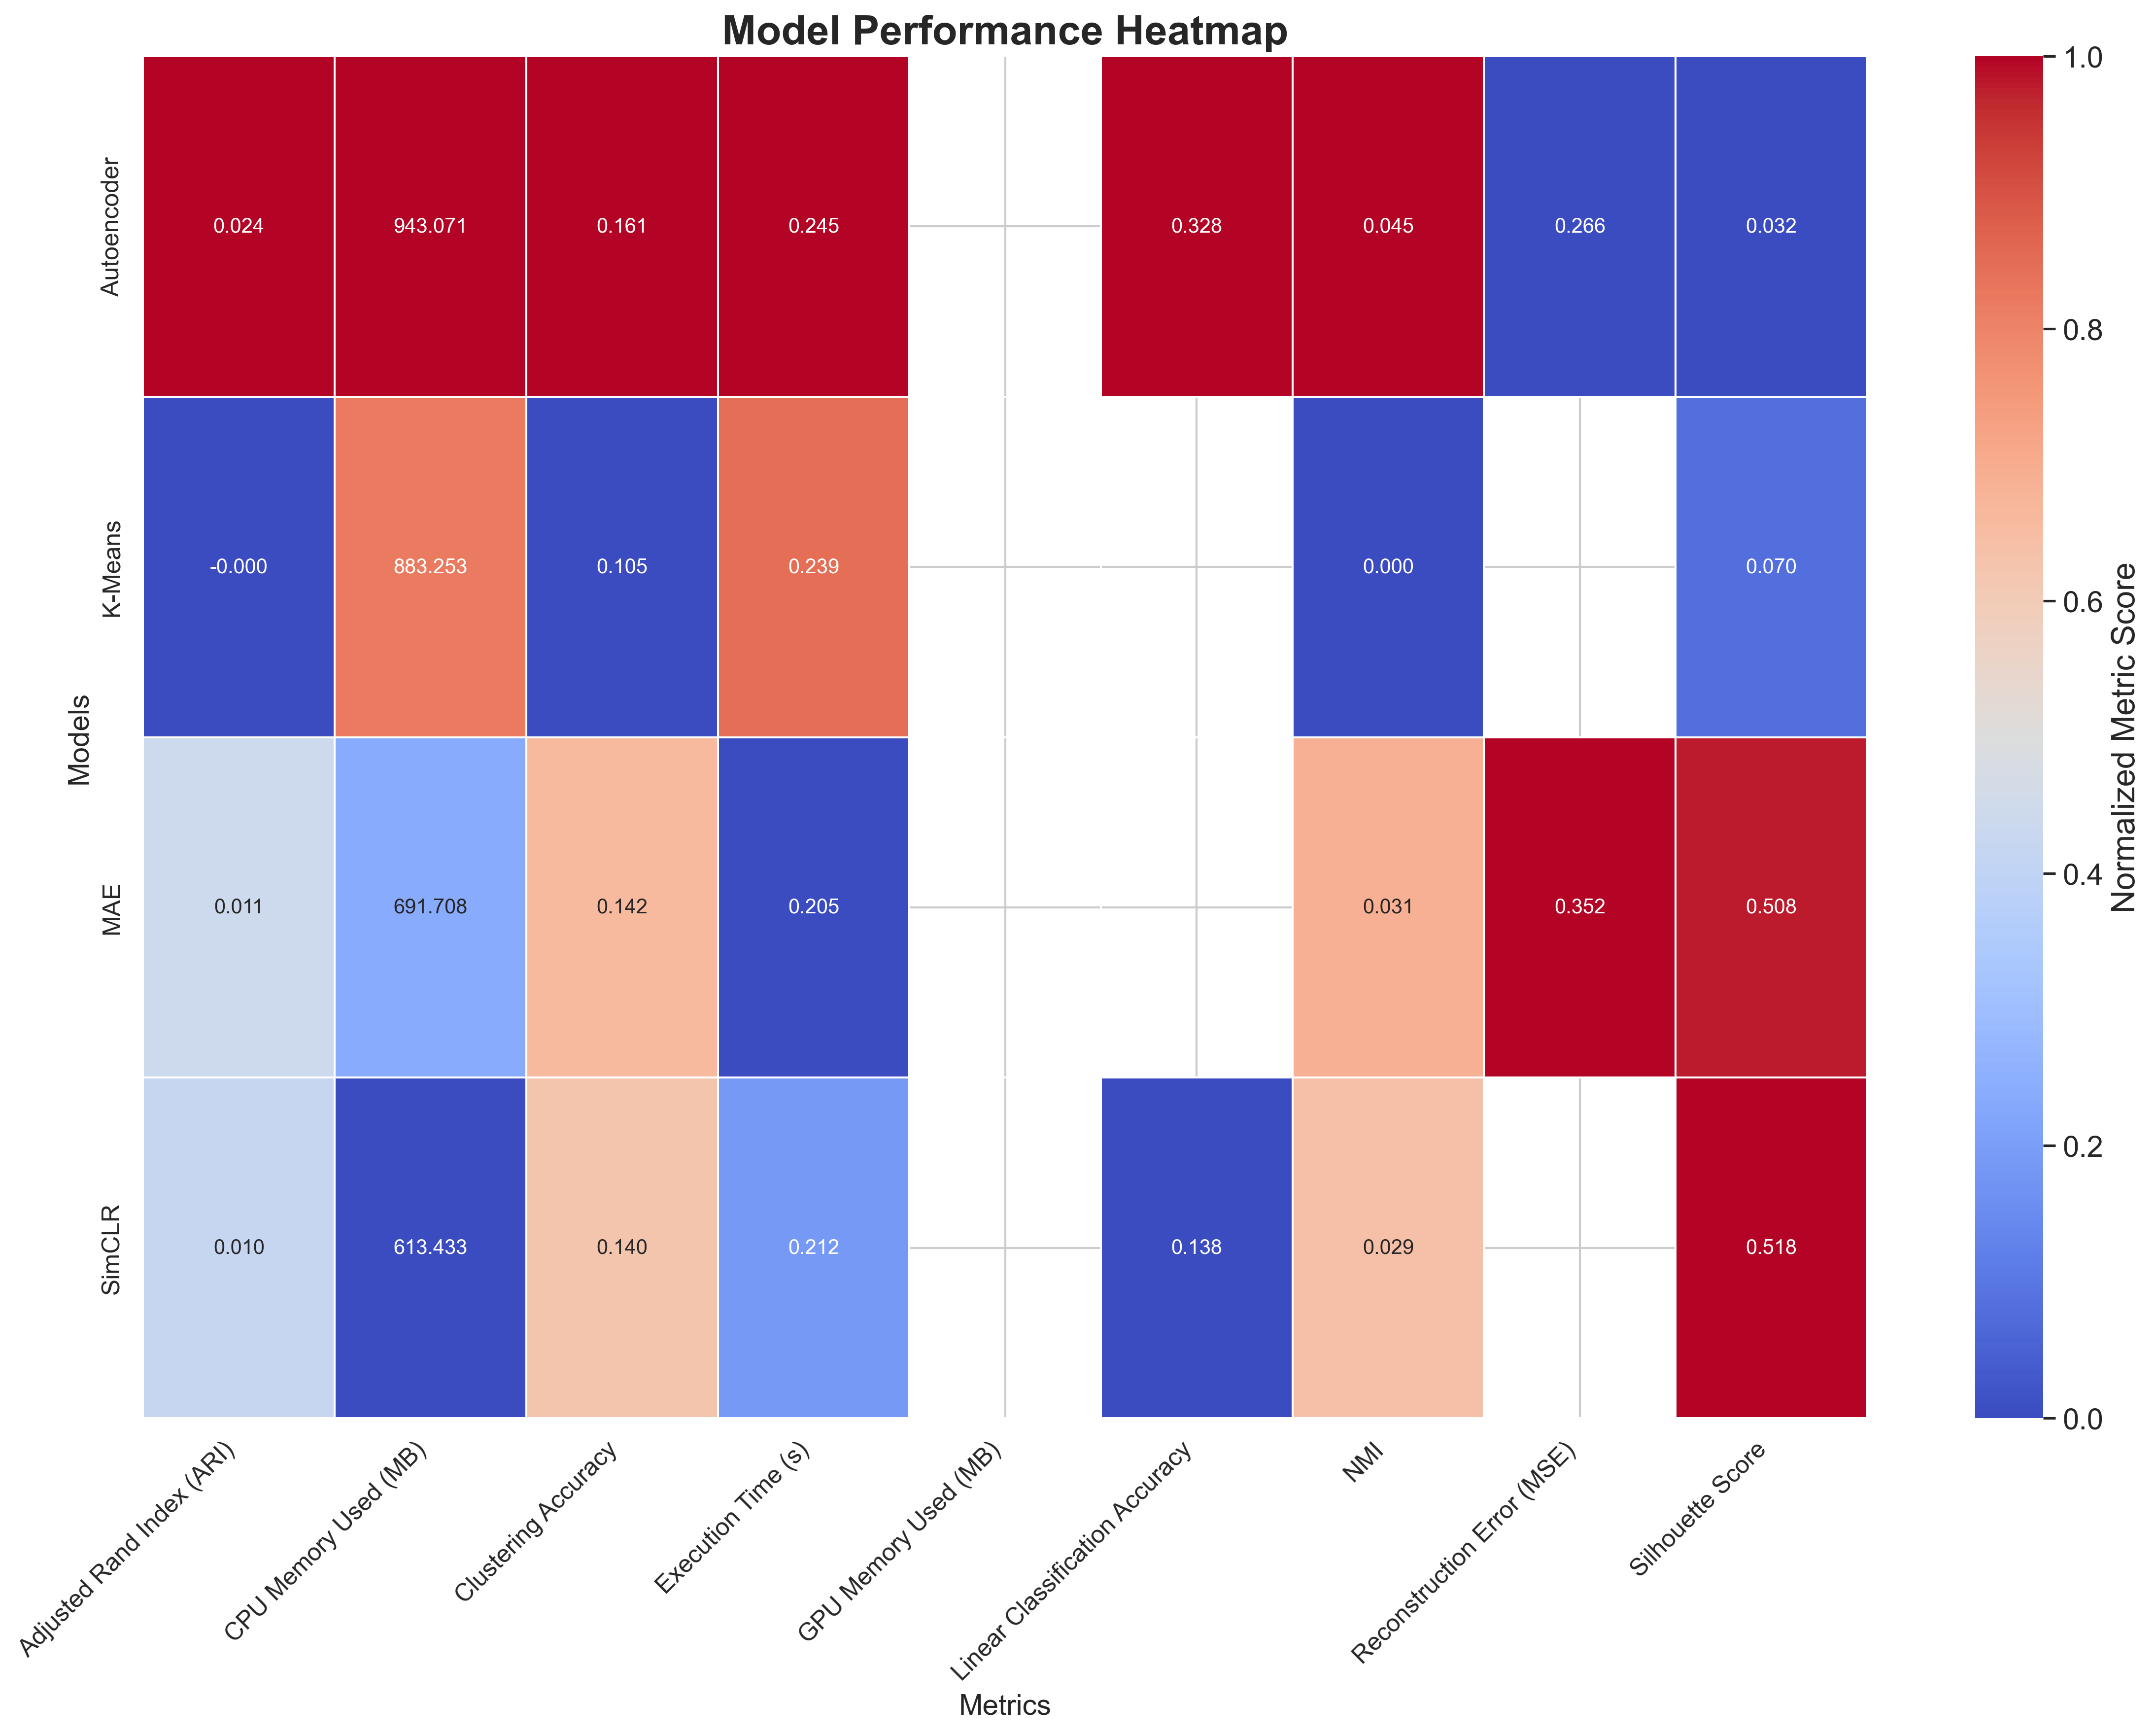 Model Performance Heatmap
Models
Autoencoder
0.024 943.071 0.161 0.245 0.328 0.045 0.266 0.032
K-Means
-0.000 883.253 0.105 0.239 0.000 0.070
MAE
0.011 691.708 0.142 0.205 0.031 0.352 0.508
SimCLR
0.010 613.433 0.140 0.212 0.138 0.029 0.518
Adjusted Rand Index (ARI)
CPU Memory Used (MB)
Clustering Accuracy
Execution Time (s)
GPU Memory Used (MB)
Linear Classification Accuracy
NMI
Reconstruction Error (MSE)
Silhouette Score
Metrics
1.0
0.8
0.6
0.4
0.2
0.0
Normalized Metric Score